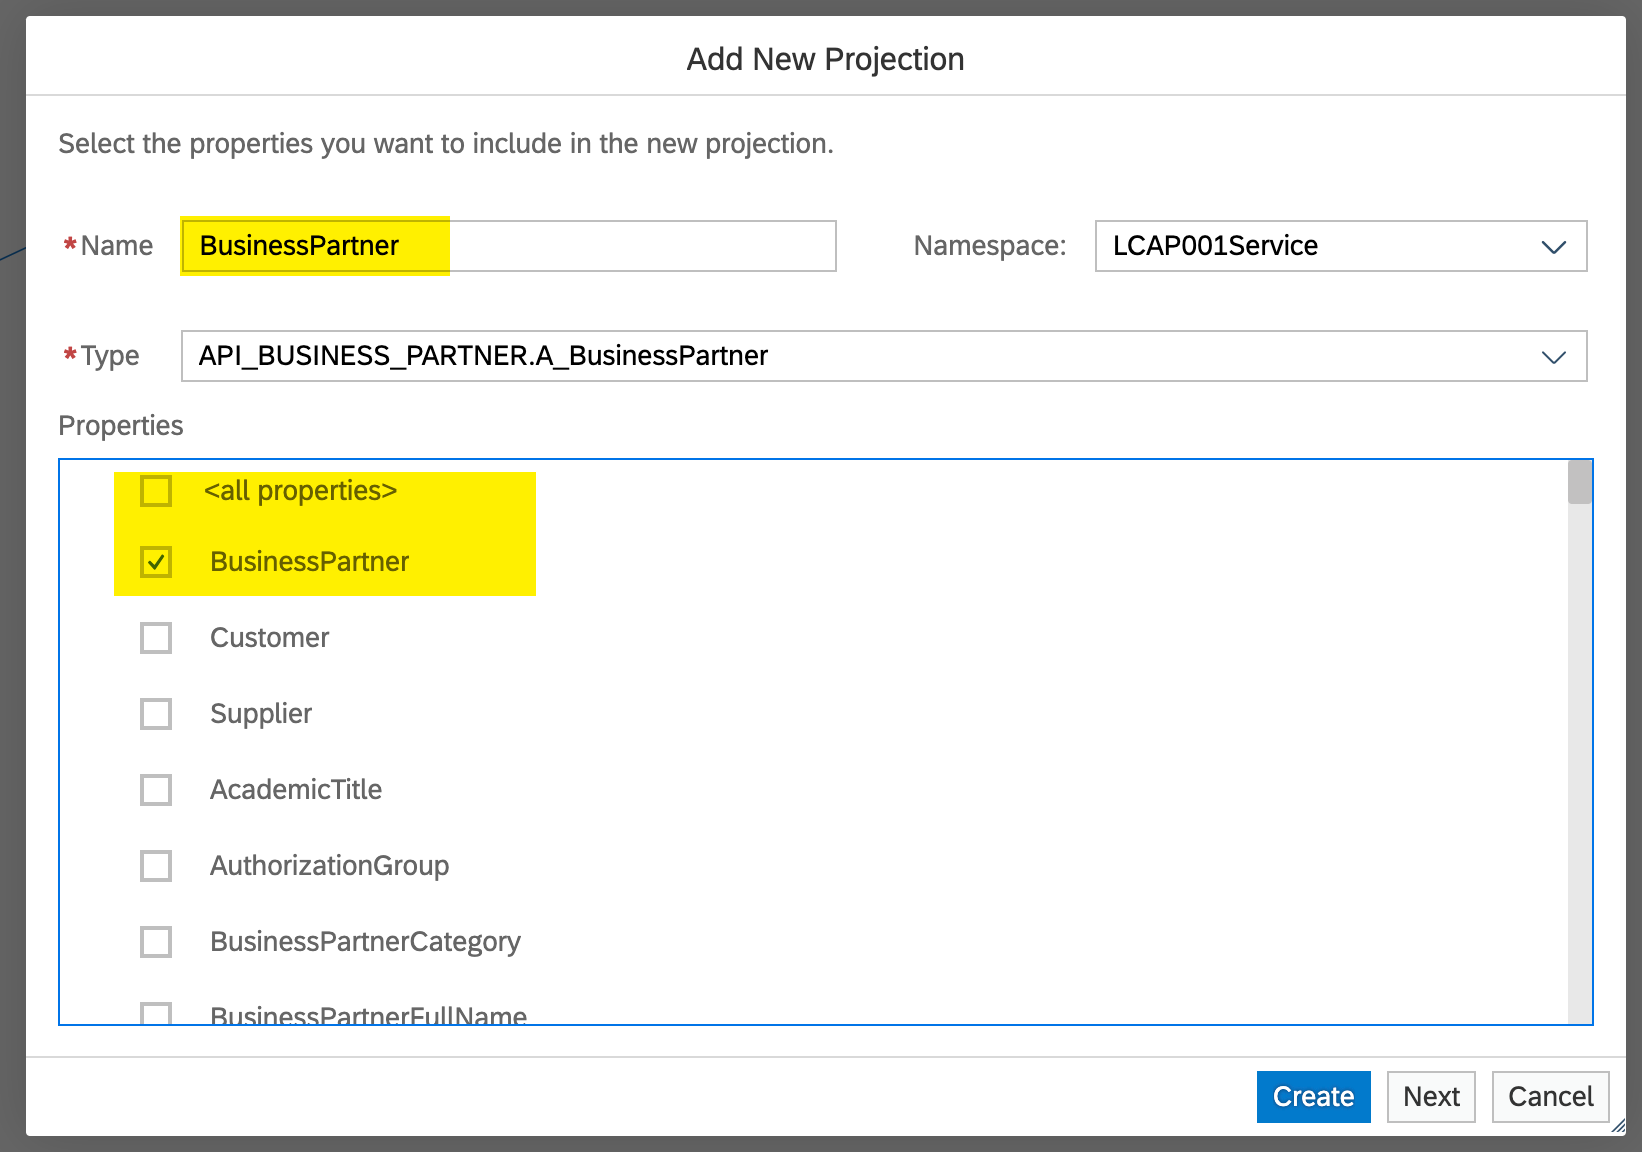 Add New Projection
Select the properties you want to include in the new projection.
*Name BusinessPartner Namespace: LCAP001Service
*Type API_BUSINESS_PARTNER.A_BusinessPartner
Properties
<all properties>
BusinessPartner
Customer
Supplier
AcademicTitle
AuthorizationGroup
BusinessPartnerCategory
BusinessPartnerFullName
Create Next Cancel